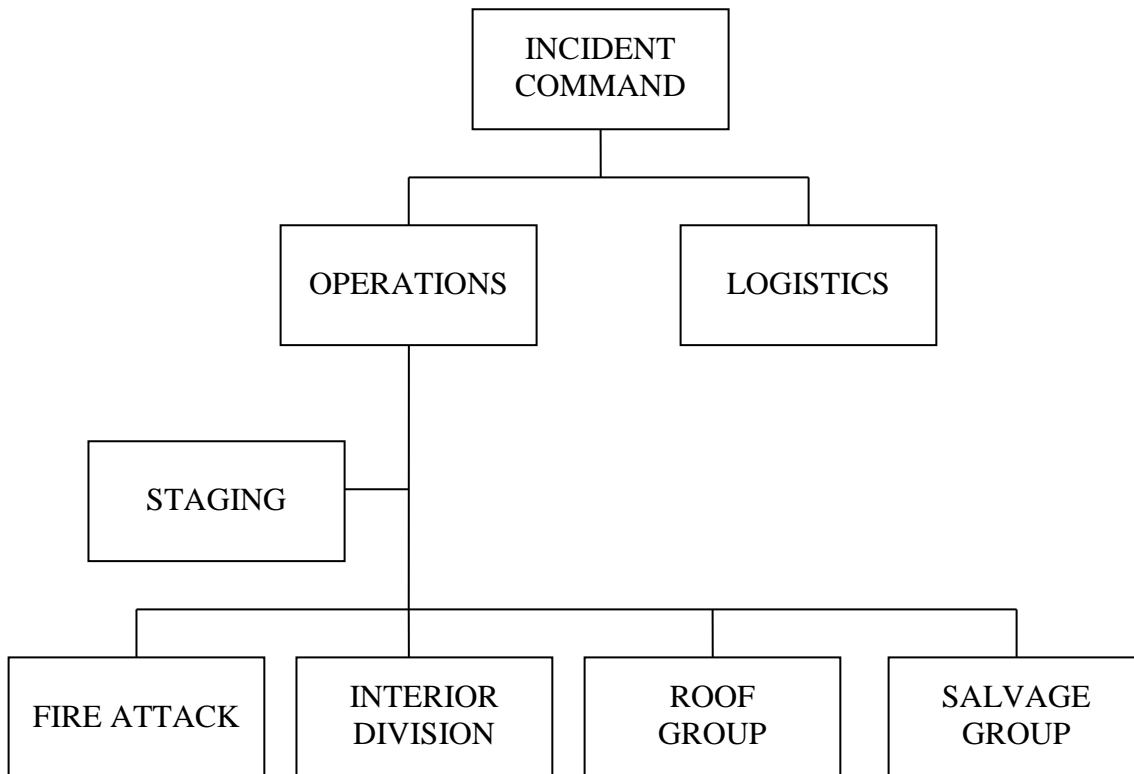 INCIDENT
COMMAND
OPERATIONS
LOGISTICS
STAGING
FIRE ATTACK
INTERIOR
DIVISION
ROOF
GROUP
SALVAGE
GROUP